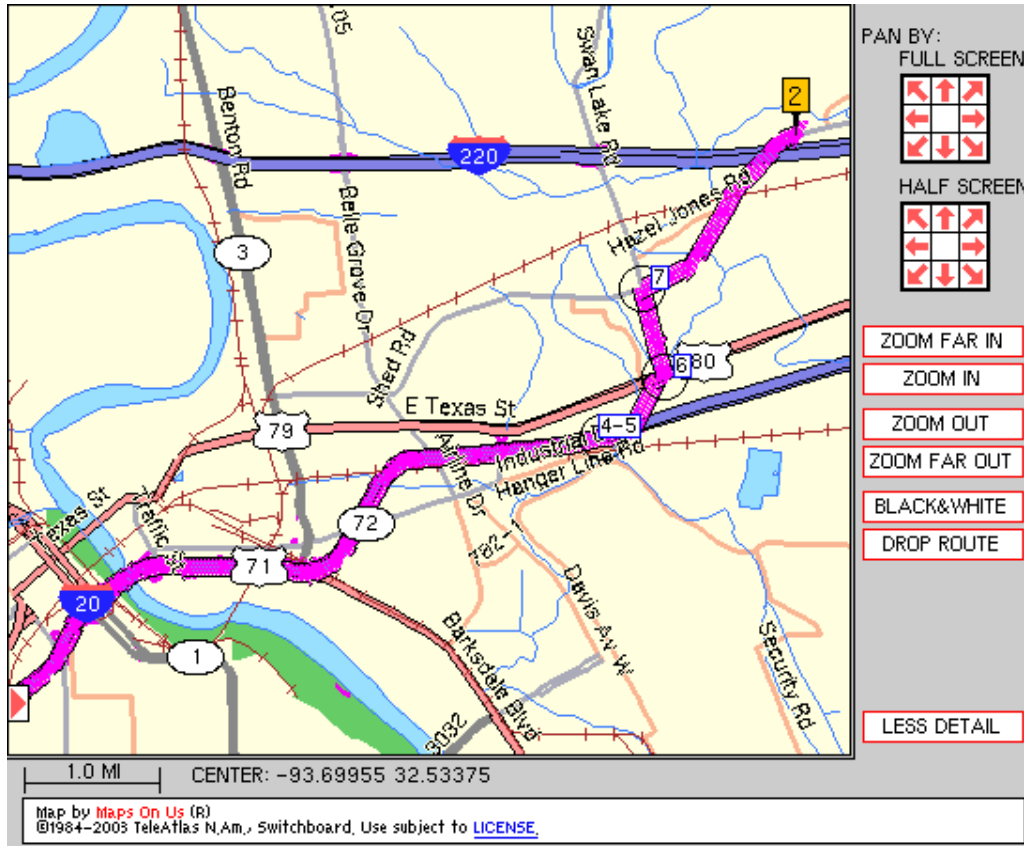 PAN BY:
FULL SCREEN
HALF SCREEN
ZOOM FAR IN
ZOOM IN
ZOOM OUT
ZOOM FAR OUT
BLACK&WHITE
DROP ROUTE
LESS DETAIL
Swan Lake Rd
2
Benton Rd
220
Belle Grove Dr
Hazel Jones Rd
3
7
Shed Rd
6
80
E Texas St
79
4-5
Industrial
Hanger Line Rd
Airline Dr
Texas St
Traffic St
72
782-1
71
20
Davis Av W
1
Barksdale Blvd
Security Rd
3032
1.0 MI
CENTER: -93.69955 32.53375
Map by Maps On Us (R)
©1984-2003 TeleAtlas N.Am., Switchboard. Use subject to LICENSE.